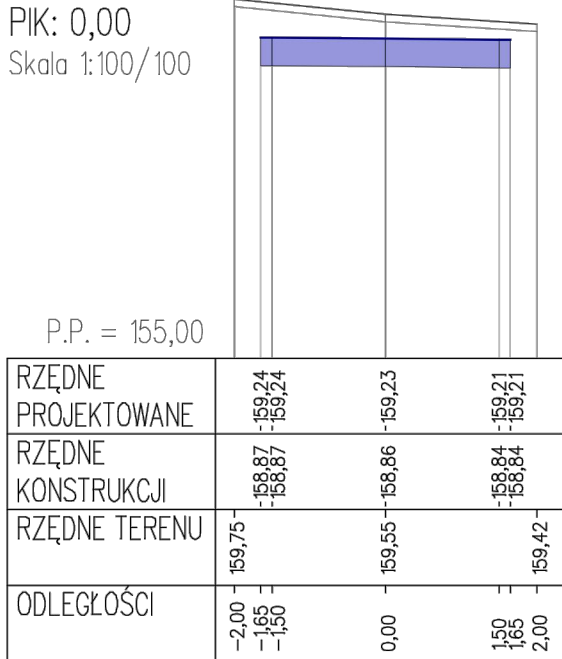 PIK: 0,00
Skala 1:100/100
P.P. = 155,00
RZĘDNE PROJEKTOWANE
159,24 159,24 159,23 159,21 159,21
RZĘDNE KONSTRUKCJI
158,87 158,87 158,86 158,84 158,84
RZĘDNE TERENU
159,75 159,55 159,42
ODLEGŁOŚCI
-2,00 -1,65 -1,50 0,00 1,50 1,65 2,00